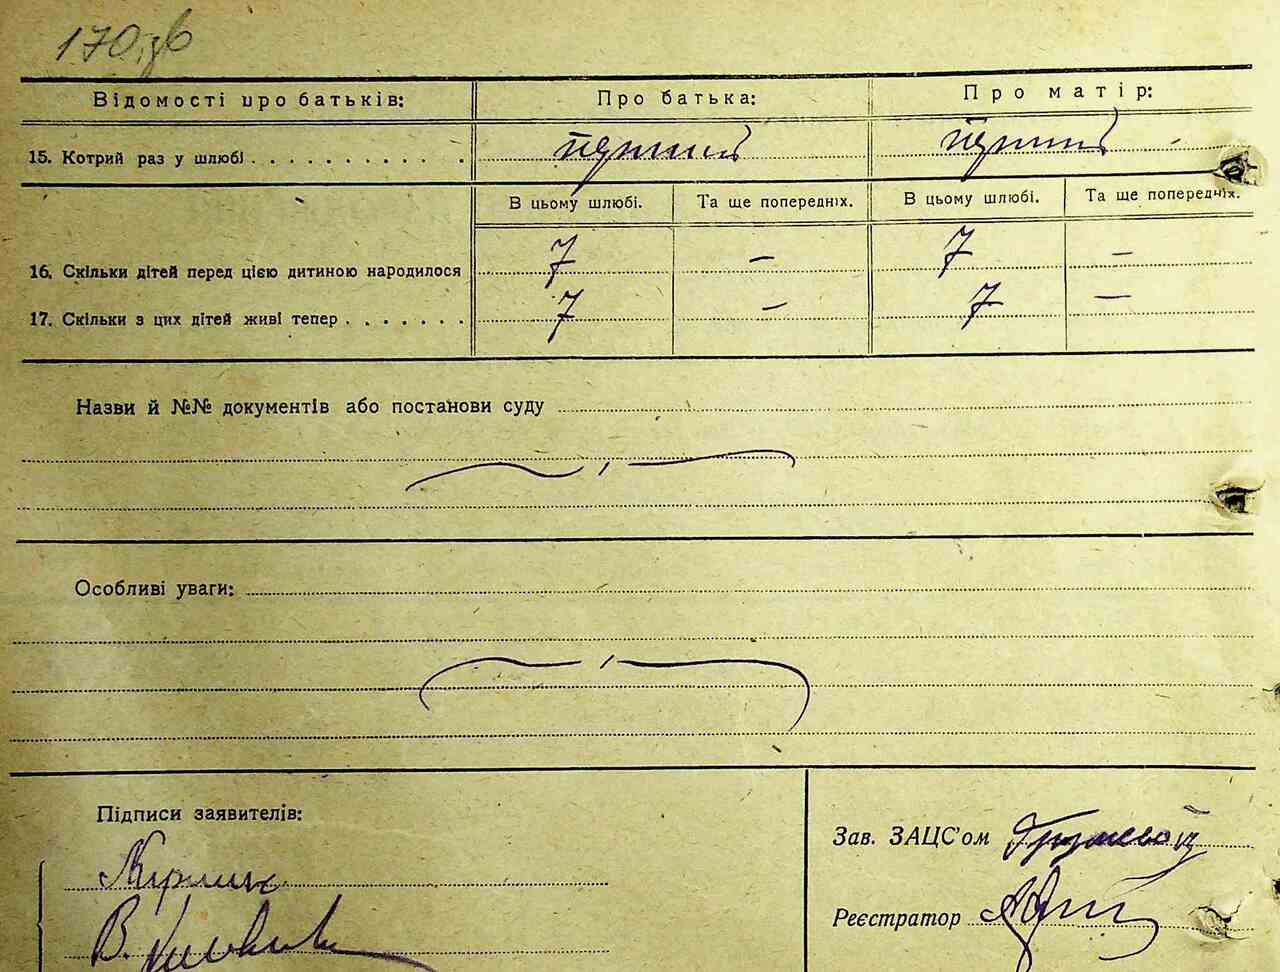 170 зв
Відомості про батьків: Про батька: Про матір:
15. Котрий раз у шлюбі . . . . . . . . . . . перший перший
В цьому шлюбі. Та ще попередніх. В цьому шлюбі. Та ще попередніх.
16. Скільки дітей перед цією дитиною народилося 7 – 7 –
17. Скільки з цих дітей живі тепер . . . . . . . 7 – 7 –
Назви й №№ документів або постанови суду
Особливі уваги:
Підписи заявителів:
Зав. ЗАЦС'ом
В.
Реєстратор